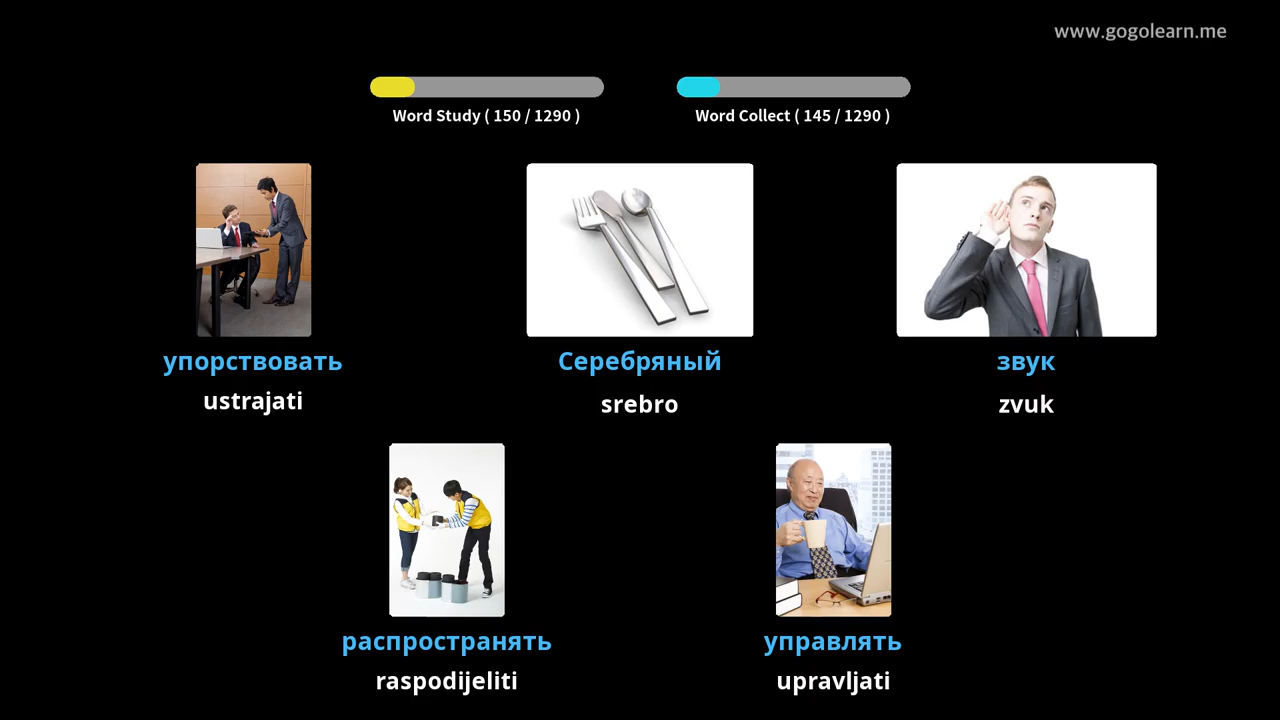 www.gogolearn.me
Word Study ( 150 / 1290 )
Word Collect ( 145 / 1290 )
упорствовать
ustrajati
Серебряный
srebro
звук
zvuk
распространять
raspodijeliti
управлять
upravljati